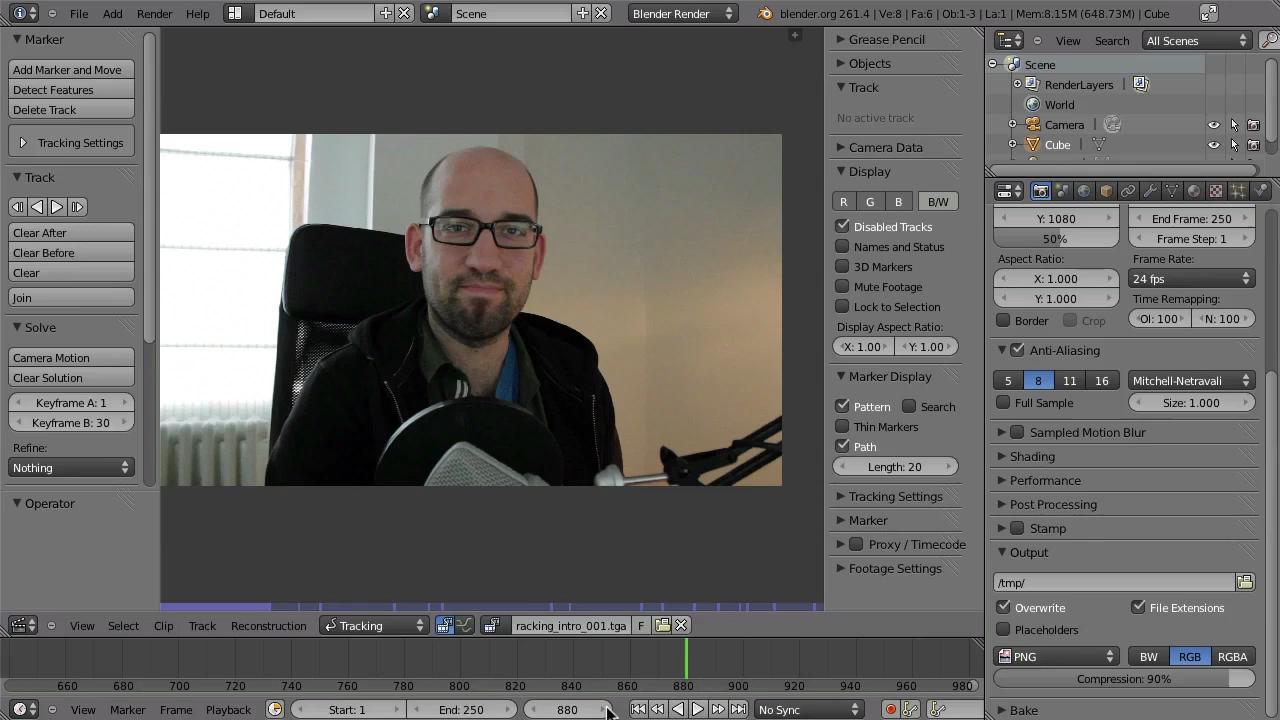 File Add Render Help Default Scene Blender Render blender.org 261.4 | Ve:8 | Fa:6 | Ob:1-3 | La:1 | Mem:8.15M (648.73M) | Cube
Marker
Add Marker and Move
Detect Features
Delete Track
Tracking Settings
Track
Clear After
Clear Before
Clear
Join
Solve
Camera Motion
Clear Solution
Keyframe A: 1
Keyframe B: 30
Refine:
Nothing
Operator
Grease Pencil
Objects
Track
No active track
Camera Data
Display
R G B B/W
Disabled Tracks
Names and Status
3D Markers
Mute Footage
Lock to Selection
Display Aspect Ratio:
X:1.00 Y: 1.00
Marker Display
Pattern Search
Thin Markers
Path
Length: 20
Tracking Settings
Marker
Proxy / Timecode
Footage Settings
View Search All Scenes
Scene
RenderLayers |
World
Camera |
Cube |
Y: 1080 End Frame: 250
50% Frame Step: 1
Aspect Ratio: Frame Rate:
X: 1.000 24 fps
Y: 1.000 Time Remapping:
Border Crop Ol: 100 N: 100
Anti-Aliasing
5 8 11 16 Mitchell-Netravali
Full Sample Size: 1.000
Sampled Motion Blur
Shading
Performance
Post Processing
Stamp
Output
/tmp/
Overwrite File Extensions
Placeholders
PNG BW RGB RGBA
Compression: 90%
Bake
View Select Clip Track Reconstruction Tracking racking_intro_001.tga F
660 680 700 720 740 760 780 800 820 840 860 880 900 920 940 960 980
View Marker Frame Playback Start: 1 End: 250 880 No Sync